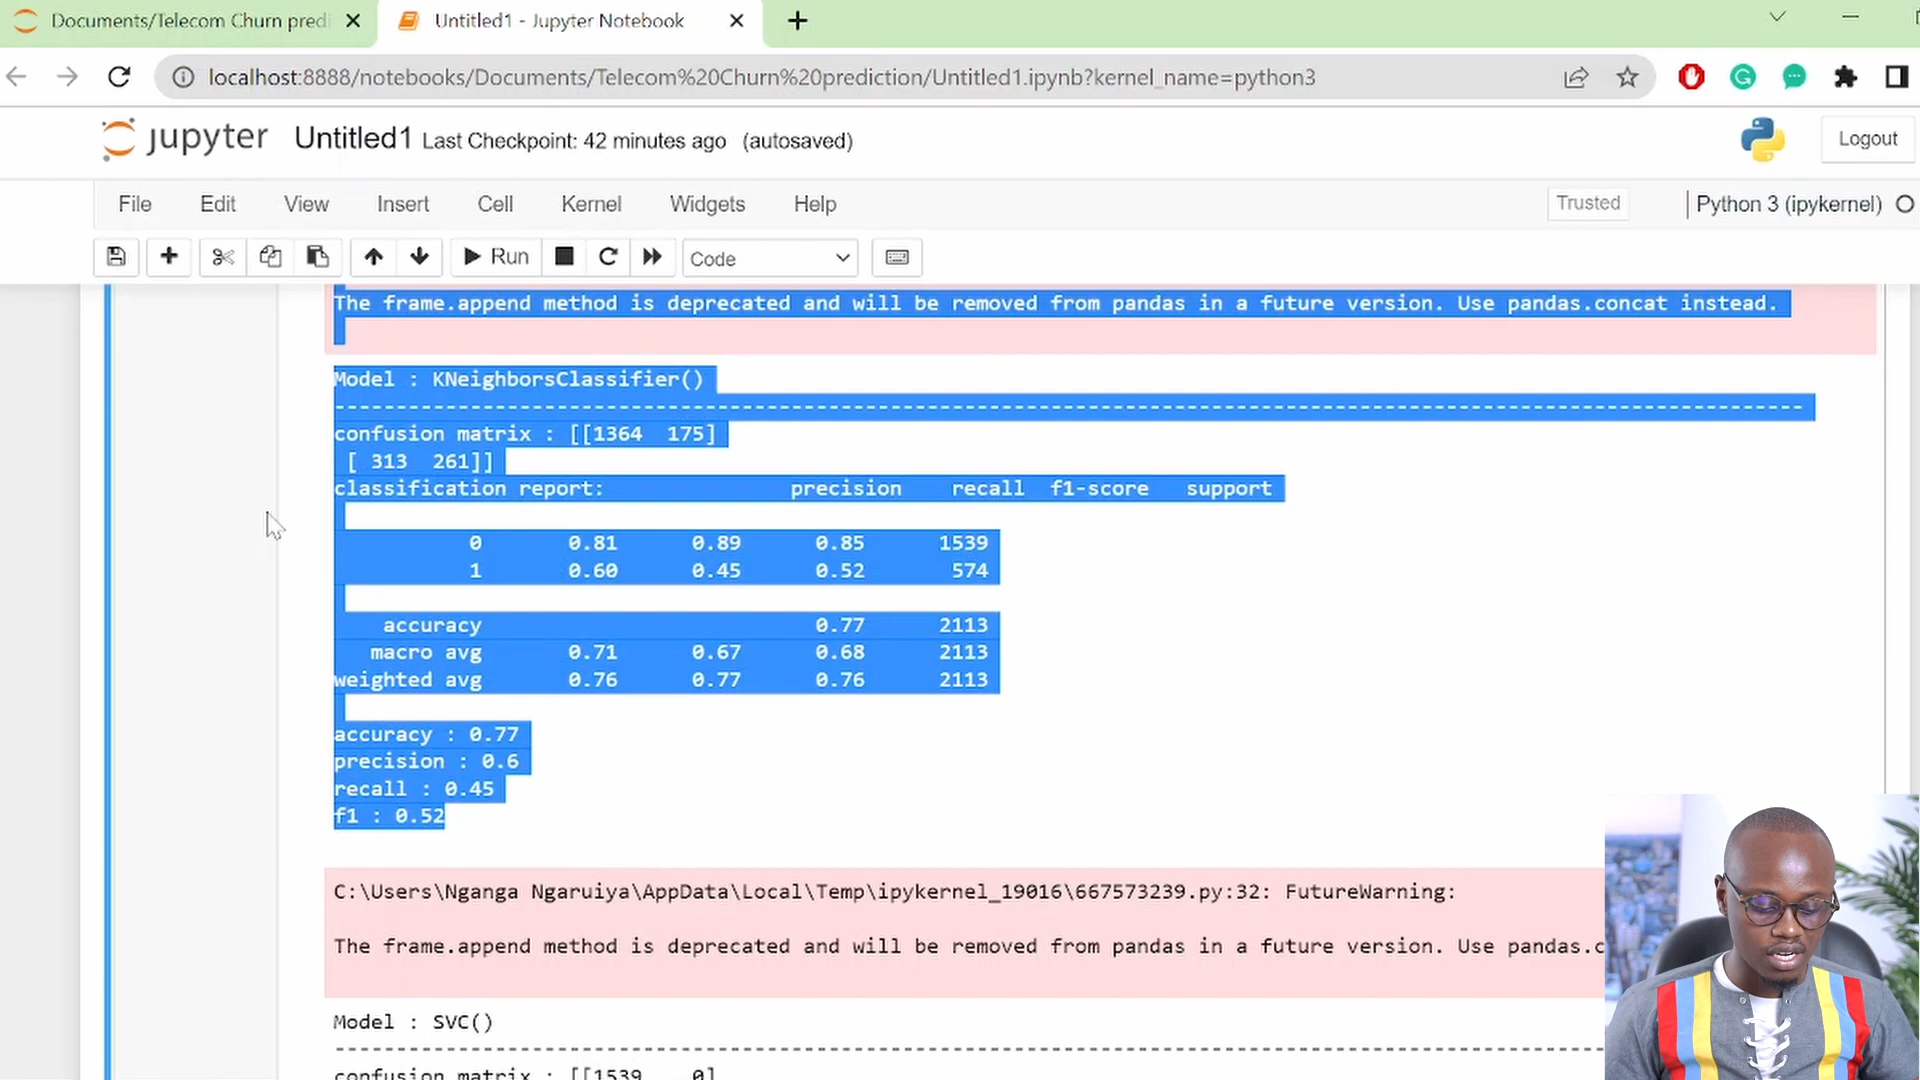 Documents/Telecom Churn pred
Untitled1 - Jupyter Notebook
localhost:8888/notebooks/Documents/Telecom%20Churn%20prediction/Untitled1.ipynb?kernel_name=python3
jupyter Untitled1 Last Checkpoint: 42 minutes ago (autosaved)
Logout
File Edit View Insert Cell Kernel Widgets Help
Trusted
Python 3 (ipykernel)
Run
Code
The frame.append method is deprecated and will be removed from pandas in a future version. Use pandas.concat instead.
Model : KNeighborsClassifier()
------------------------------------------------------------------------------------------------------------------------
confusion matrix : [[1364 175]
[ 313 261]]
classification report: precision recall f1-score support
0 0.81 0.89 0.85 1539
1 0.60 0.45 0.52 574
accuracy 0.77 2113
macro avg 0.71 0.67 0.68 2113
weighted avg 0.76 0.77 0.76 2113
accuracy : 0.77
precision : 0.6
recall : 0.45
f1 : 0.52
C:\Users\Nganga Ngaruiya\AppData\Local\Temp\ipykernel_19016\667573239.py:32: FutureWarning:
The frame.append method is deprecated and will be removed from pandas in a future version. Use pandas.c
Model : SVC()
-------------------------------------------------------------------------------------------------------
confusion matrix : [[1539 0]